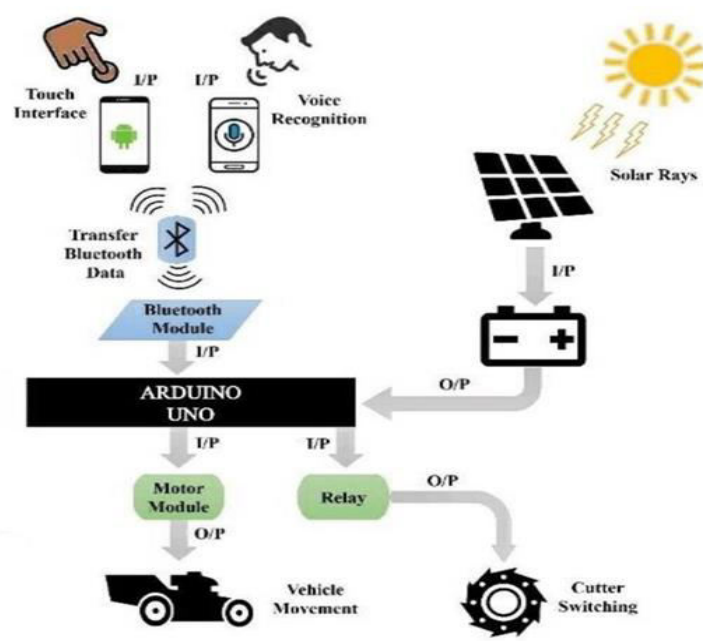 I/P
I/P
Touch
Interface
Voice
Recognition
Solar Rays
Transfer
Bluetooth
Data
I/P
Bluetooth
Module
I/P
O/P
ARDUINO
UNO
I/P
I/P
Motor
Module
Relay
O/P
O/P
Vehicle
Movement
Cutter
Switching